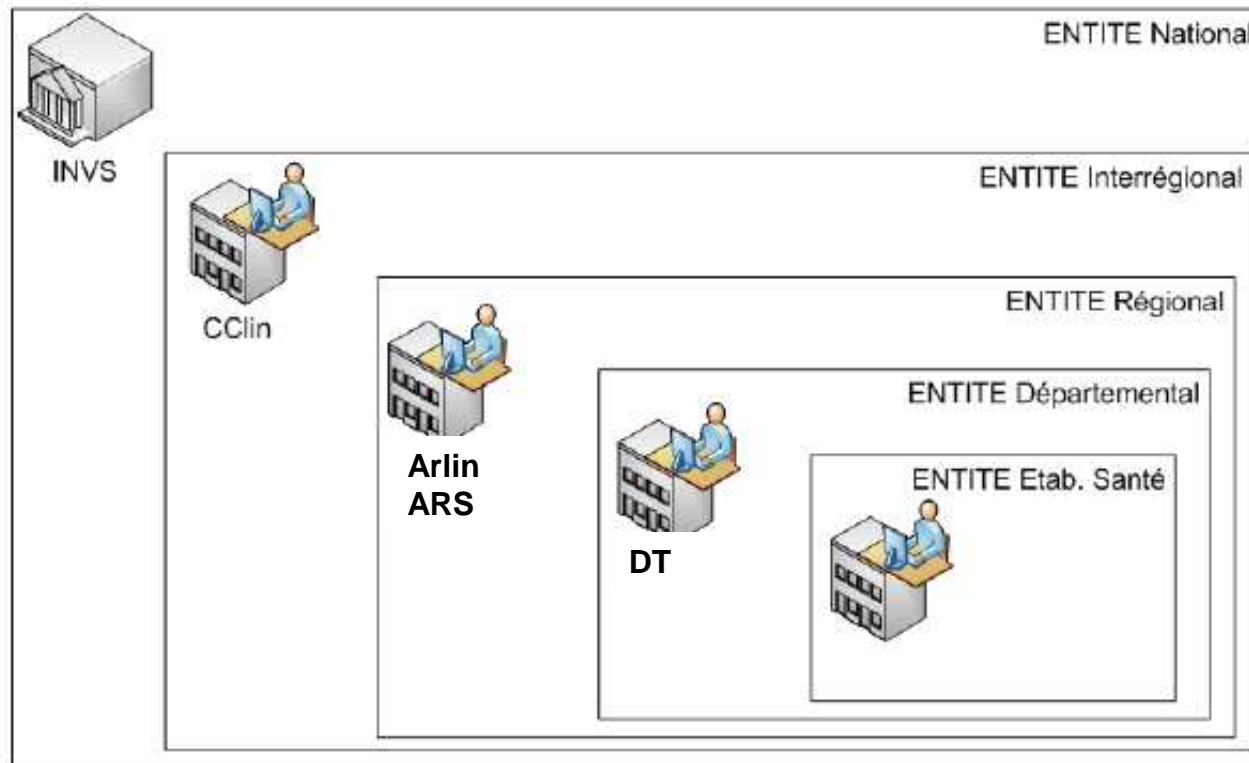 ENTITE National
INVS
ENTITE Interrégional
CClin
ENTITE Régional
Arlin
ARS
ENTITE Départemental
DT
ENTITE Etab. Santé